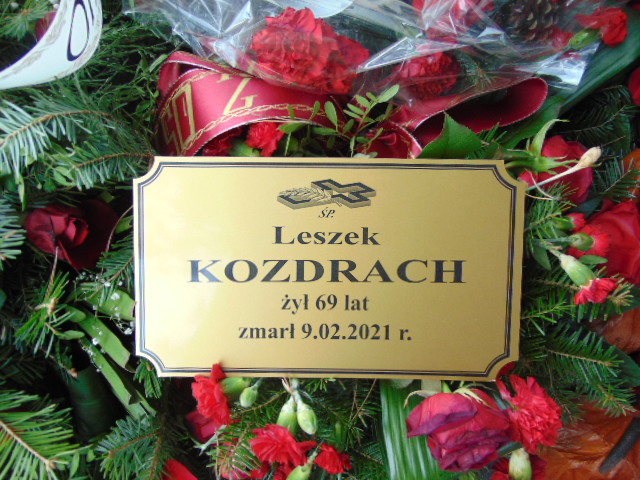 ŚP.
Leszek
KOZDRACH
żył 69 lat
zmarł 9.02.2021 r.